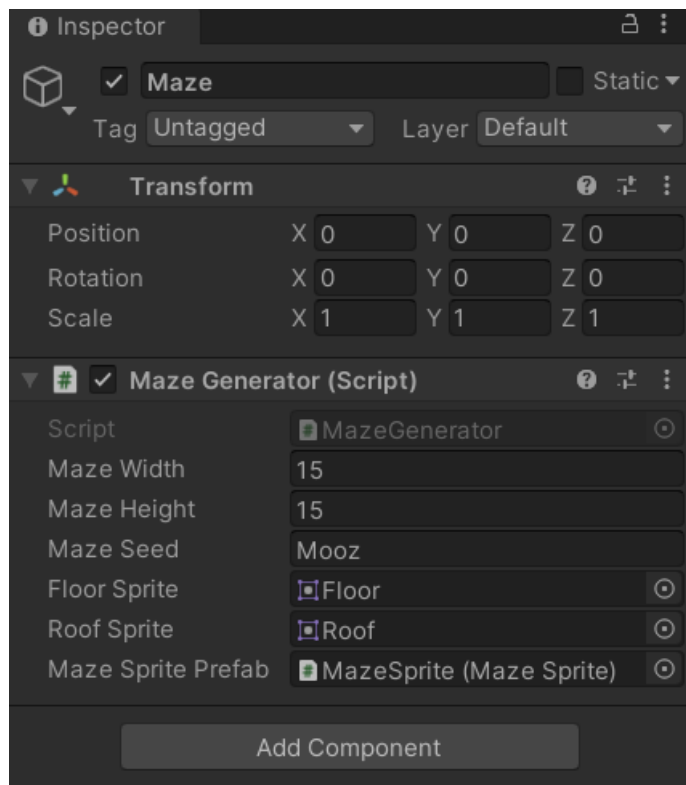 Inspector
Maze Static
Tag Untagged Layer Default
Transform
Position X 0 Y 0 Z 0
Rotation X 0 Y 0 Z 0
Scale X 1 Y 1 Z 1
# Maze Generator (Script)
Script # MazeGenerator
Maze Width 15
Maze Height 15
Maze Seed Mooz
Floor Sprite Floor
Roof Sprite Roof
Maze Sprite Prefab # MazeSprite (Maze Sprite)
Add Component